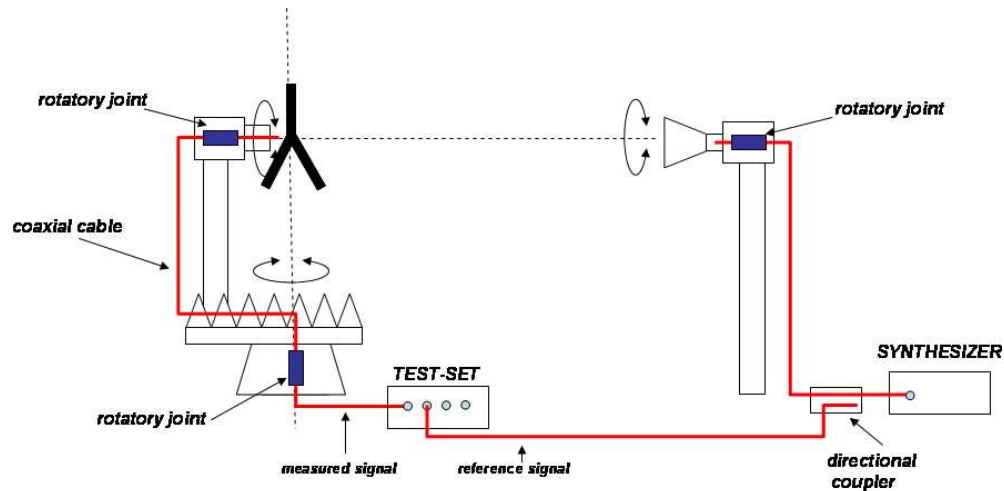 rotatory joint
rotatory joint
coaxial cable
SYNTHESIZER
TEST-SET
rotatory joint
measured signal
reference signal
directional
coupler